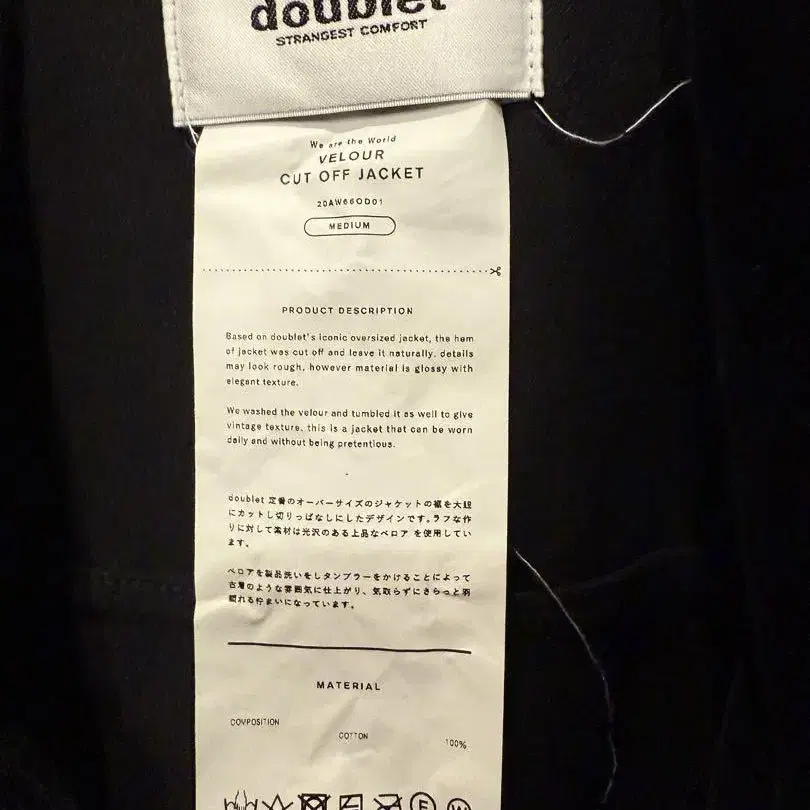 doublet
STRANGEST COMFORT
We are the World
VELOUR
CUT OFF JACKET
20AW66OD01
MEDIUM
PRODUCT DESCRIPTION
Based on doublet's iconic oversized jacket, the hem
of jacket was cut off and leave it naturally. details
may look rough, however material is glossy with
elegant texture.
We washed the velour and tumbled it as well to give
vintage texture. this is a jacket that can be worn
daily and without being pretentious.
doublet 定番のオーバーサイズのジャケットの裾を大胆
にカットし切りっぱなしにしたデザインです。ラフな作
りに対して素材は光沢のある上品なベロア を使用してい
ます。
ベロアを製品洗いをしタンブラーをかけることによって
古着のような雰囲気に仕上がり、気取らずにさらっと羽
織れる佇まいになっています。
MATERIAL
COMPOSITION
COTTON
100%
F
W